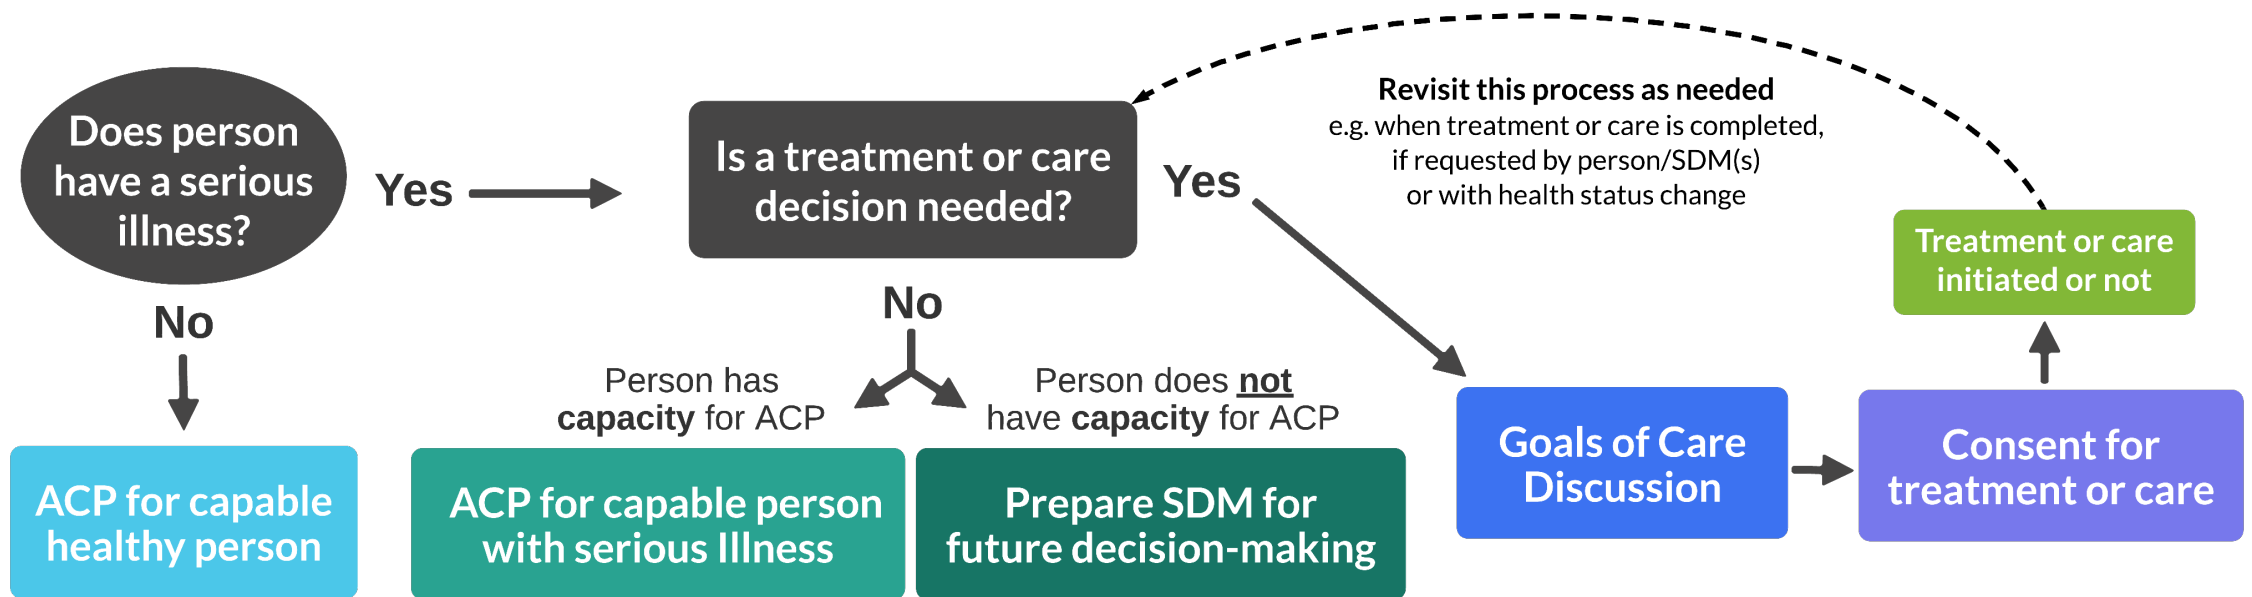 Does person
have a serious
illness?
Yes
No
ACP for capable
healthy person
Is a treatment or care
decision needed?
Yes
No
Person has
capacity for ACP
Person does not
have capacity for ACP
ACP for capable person
with serious Illness
Prepare SDM for
future decision-making
Revisit this process as needed
e.g. when treatment or care is completed,
if requested by person/SDM(s)
or with health status change
Goals of Care
Discussion
Consent for
treatment or care
Treatment or care
initiated or not